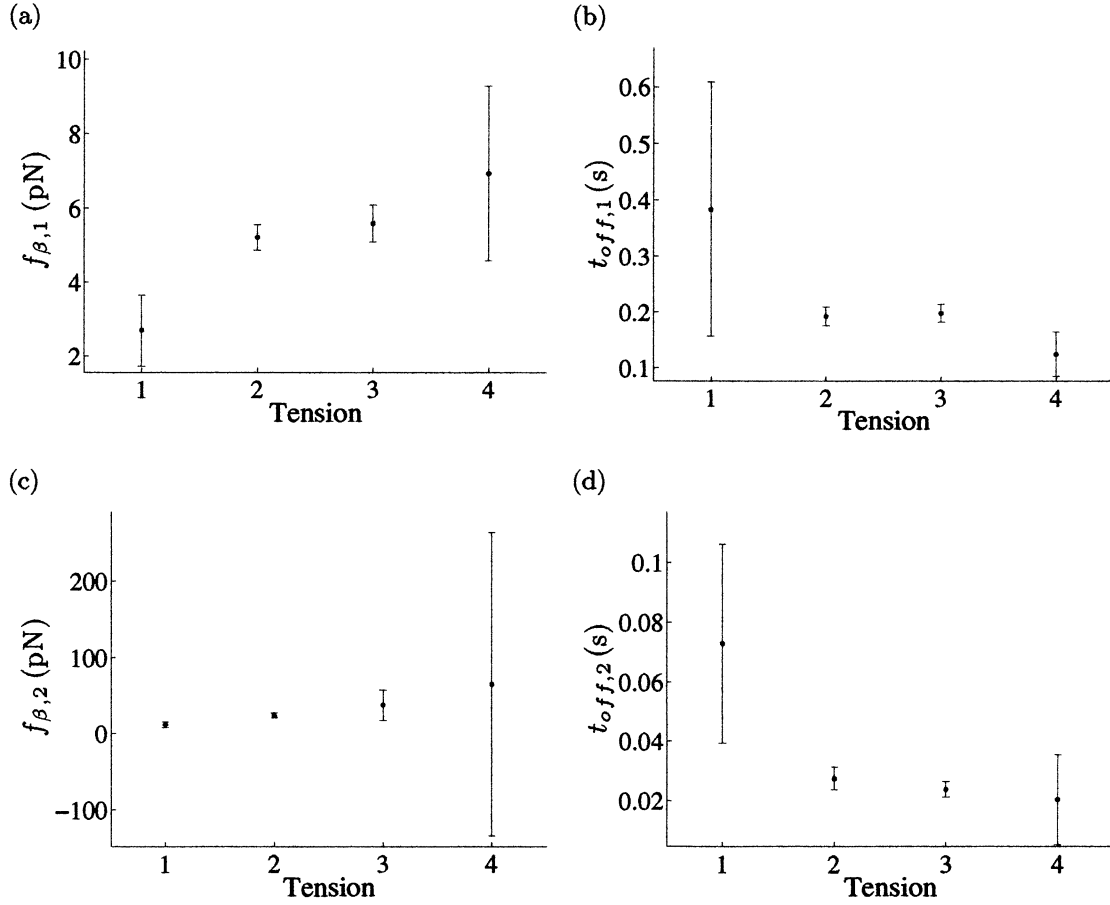 (a)
10
8
6
4
2
f_{β,1} (pN)
1 2 3 4
Tension
(b)
0.6
0.5
0.4
0.3
0.2
0.1
t_{off,1} (s)
1 2 3 4
Tension
(c)
200
100
0
−100
f_{β,2} (pN)
1 2 3 4
Tension
(d)
0.1
0.08
0.06
0.04
0.02
t_{off,2} (s)
1 2 3 4
Tension